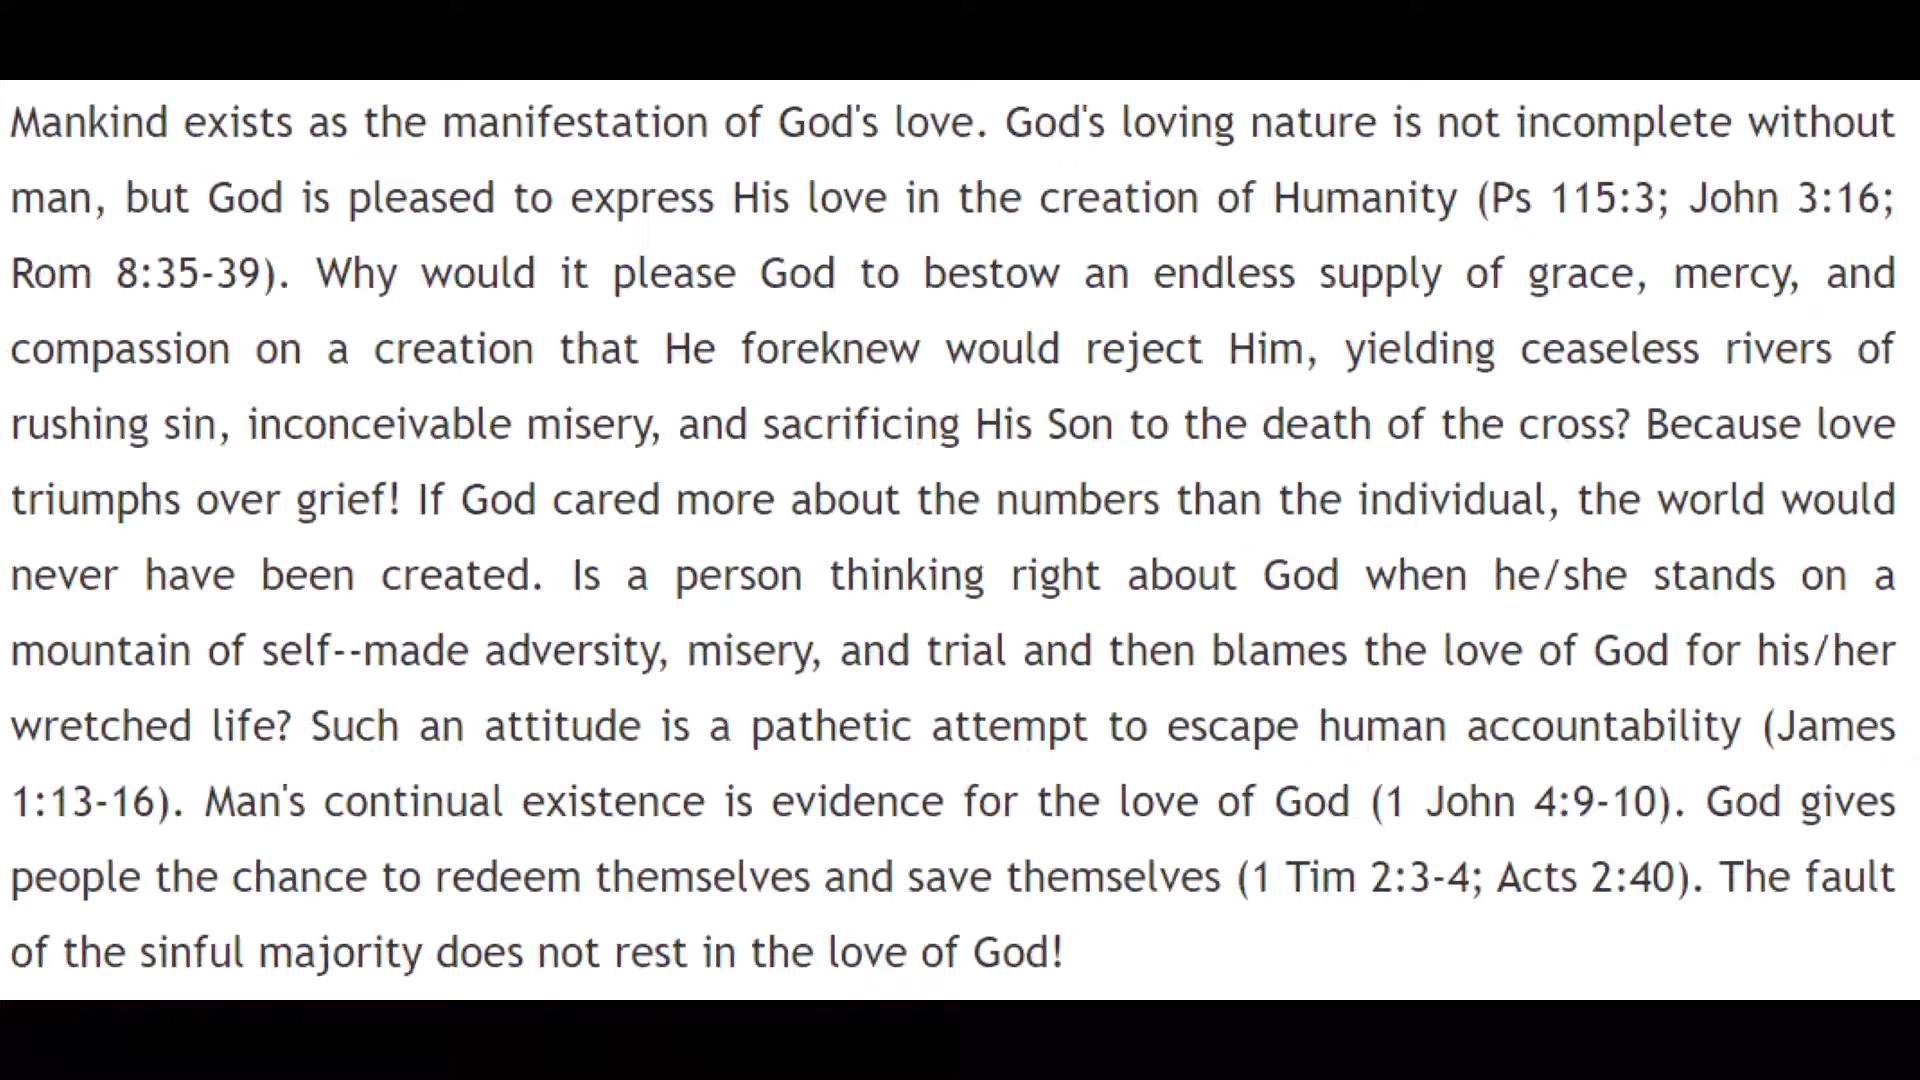 Mankind exists as the manifestation of God's love. God's loving nature is not incomplete without
man, but God is pleased to express His love in the creation of Humanity (Ps 115:3; John 3:16;
Rom 8:35-39). Why would it please God to bestow an endless supply of grace, mercy, and
compassion on a creation that He foreknew would reject Him, yielding ceaseless rivers of
rushing sin, inconceivable misery, and sacrificing His Son to the death of the cross? Because love
triumphs over grief! If God cared more about the numbers than the individual, the world would
never have been created. Is a person thinking right about God when he/she stands on a
mountain of self--made adversity, misery, and trial and then blames the love of God for his/her
wretched life? Such an attitude is a pathetic attempt to escape human accountability (James
1:13-16). Man's continual existence is evidence for the love of God (1 John 4:9-10). God gives
people the chance to redeem themselves and save themselves (1 Tim 2:3-4; Acts 2:40). The fault
of the sinful majority does not rest in the love of God!